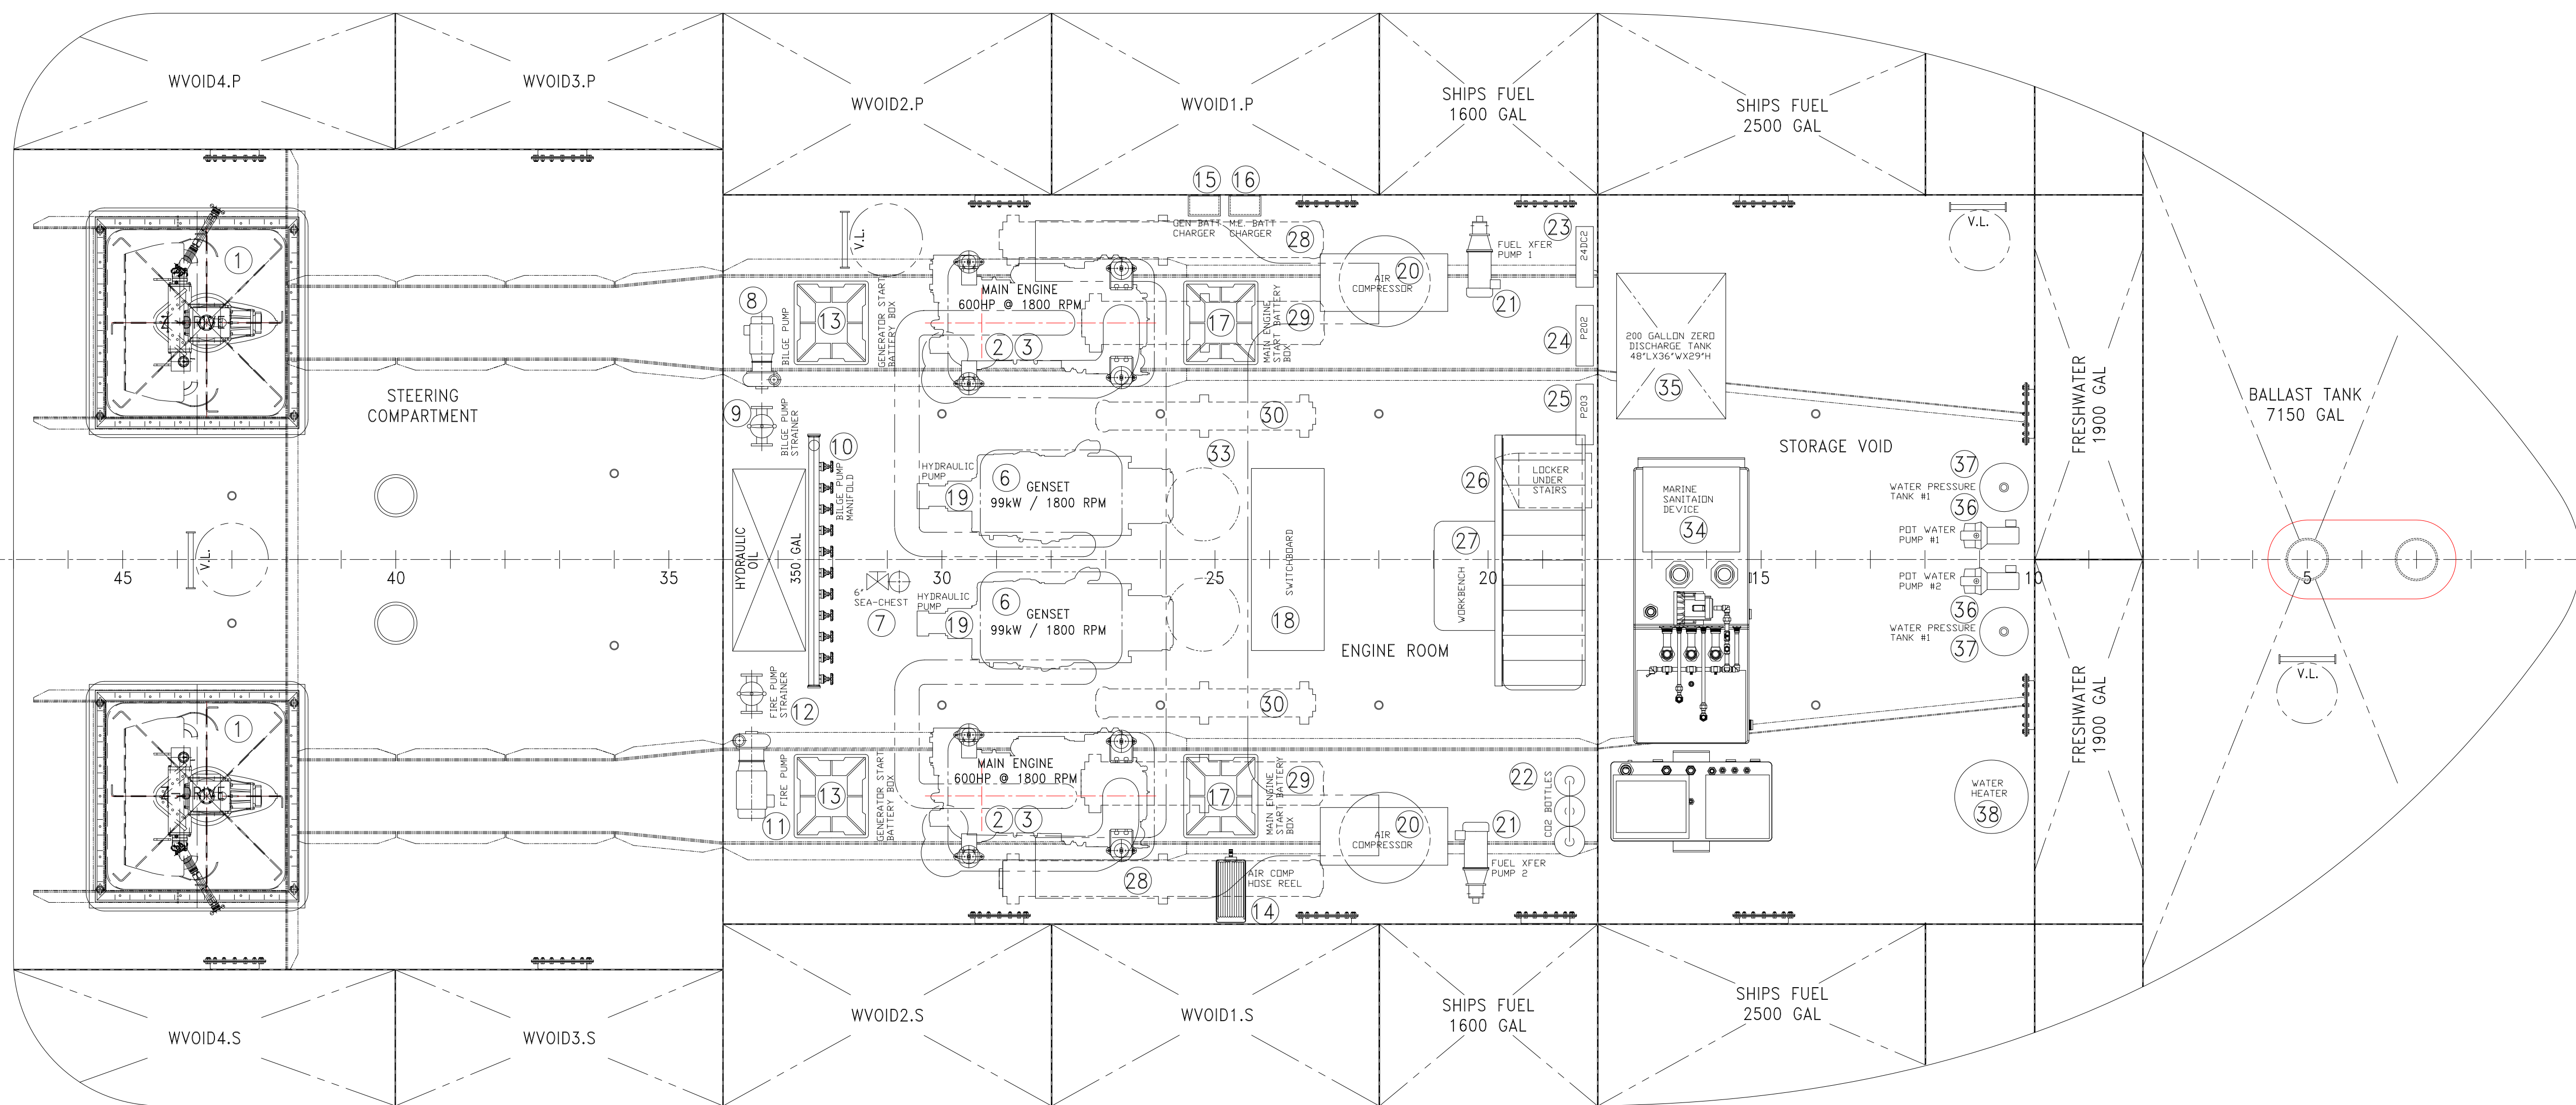 WVOID4.P
WVOID3.P
WVOID2.P
WVOID1.P
SHIPS FUEL
1600 GAL
SHIPS FUEL
2500 GAL
15
16
GEN BATT
CHARGER
M.E. BATT
CHARGER
28
23
24DC2
V.L.
V.L.
1
Z-DRIVE
8
BILGE PUMP
13
GENERATOR START
BATTERY BOX
MAIN ENGINE
600HP @ 1800 RPM
2
3
17
MAIN ENGINE
START BATTERY
BOX
29
20
AIR
COMPRESSOR
FUEL XFER
PUMP 1
21
24
P202
200 GALLON ZERO
DISCHARGE TANK
48"LX36"WX29"H
35
STEERING
COMPARTMENT
9
BILGE PUMP
STRAINER
10
BILGE PUMP
MANIFOLD
30
25
P203
33
STORAGE VOID
FRESHWATER
1900 GAL
BALLAST TANK
7150 GAL
HYDRAULIC
PUMP
19
6
GENSET
99kW / 1800 RPM
26
LOCKER
UNDER
STAIRS
MARINE
SANITAION
DEVICE
34
37
WATER PRESSURE
TANK #1
36
POT WATER
PUMP #1
V.L.
HYDRAULIC
OIL
350 GAL
SWITCHBOARD
18
27
WORKBENCH
45
40
35
30
25
20
15
10
5
6"
SEA-CHEST
7
HYDRAULIC
PUMP
19
6
GENSET
99kW / 1800 RPM
POT WATER
PUMP #2
36
WATER PRESSURE
TANK #1
37
ENGINE ROOM
V.L.
FIRE PUMP
STRAINER
12
30
FRESHWATER
1900 GAL
1
Z-DRIVE
11
FIRE PUMP
13
GENERATOR START
BATTERY BOX
MAIN ENGINE
600HP @ 1800 RPM
2
3
17
MAIN ENGINE
START BATTERY
BOX
29
20
AIR
COMPRESSOR
21
FUEL XFER
PUMP 2
22
CO2 BOTTLES
WATER
HEATER
38
28
AIR COMP
HOSE REEL
14
WVOID4.S
WVOID3.S
WVOID2.S
WVOID1.S
SHIPS FUEL
1600 GAL
SHIPS FUEL
2500 GAL